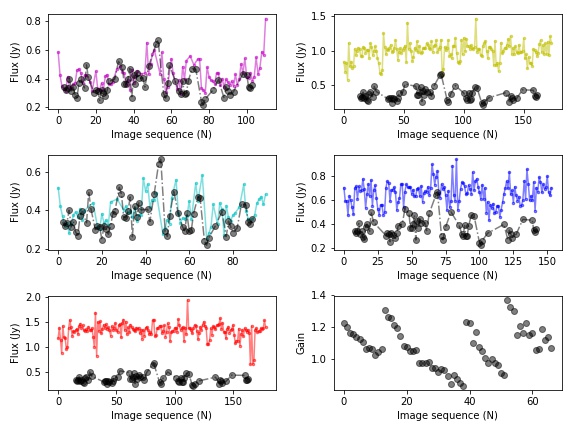 Flux (Jy)
0.8
0.6
0.4
0.2
0 20 40 60 80 100
Image sequence (N)
Flux (Jy)
1.5
1.0
0.5
0 50 100 150
Image sequence (N)
Flux (Jy)
0.6
0.4
0.2
0 20 40 60 80
Image sequence (N)
Flux (Jy)
0.8
0.6
0.4
0.2
0 25 50 75 100 125 150
Image sequence (N)
Flux (Jy)
2.0
1.5
1.0
0.5
0 50 100 150
Image sequence (N)
Gain
1.4
1.2
1.0
0 20 40 60
Image sequence (N)